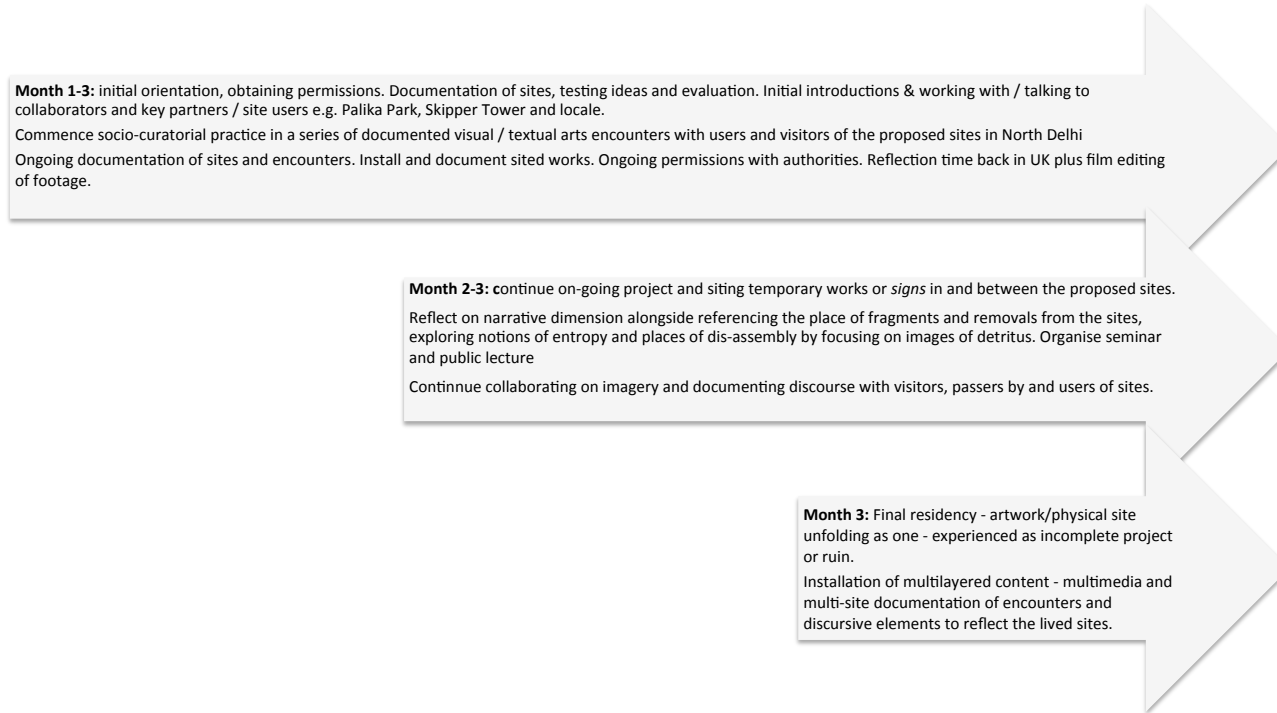 Month 1-3: initial orientation, obtaining permissions. Documentation of sites, testing ideas and evaluation. Initial introductions & working with / talking to
collaborators and key partners / site users e.g. Palika Park, Skipper Tower and locale.
Commence socio-curatorial practice in a series of documented visual / textual arts encounters with users and visitors of the proposed sites in North Delhi
Ongoing documentation of sites and encounters. Install and document sited works. Ongoing permissions with authorities. Reflection time back in UK plus film editing
of footage.
Month 2-3: continue on-going project and siting temporary works or signs in and between the proposed sites.
Reflect on narrative dimension alongside referencing the place of fragments and removals from the sites,
exploring notions of entropy and places of dis-assembly by focusing on images of detritus. Organise seminar
and public lecture
Continnue collaborating on imagery and documenting discourse with visitors, passers by and users of sites.
Month 3: Final residency - artwork/physical site
unfolding as one - experienced as incomplete project
or ruin.
Installation of multilayered content - multimedia and
multi-site documentation of encounters and
discursive elements to reflect the lived sites.